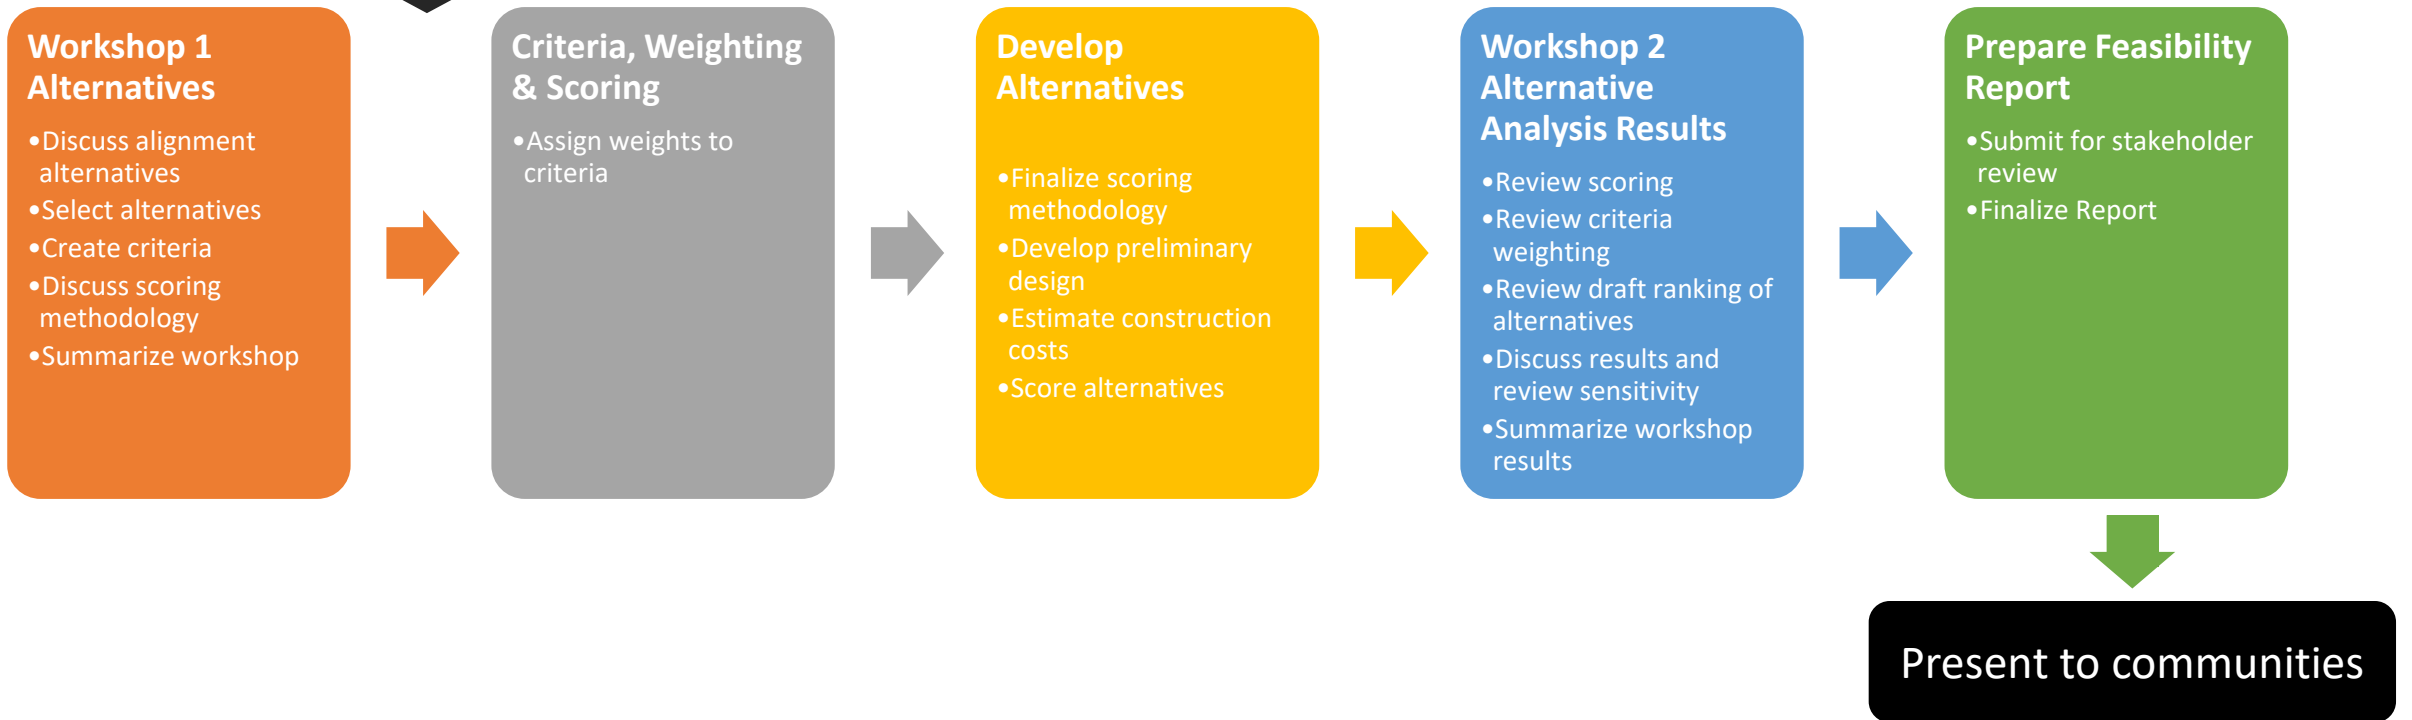 Workshop 1
Alternatives
•Discuss alignment
alternatives
•Select alternatives
•Create criteria
•Discuss scoring
methodology
•Summarize workshop
Criteria, Weighting
& Scoring
•Assign weights to
criteria
Develop
Alternatives
•Finalize scoring
methodology
•Develop preliminary
design
•Estimate construction
costs
•Score alternatives
Workshop 2
Alternative
Analysis Results
•Review scoring
•Review criteria
weighting
•Review draft ranking of
alternatives
•Discuss results and
review sensitivity
•Summarize workshop
results
Prepare Feasibility
Report
•Submit for stakeholder
review
•Finalize Report
Present to communities